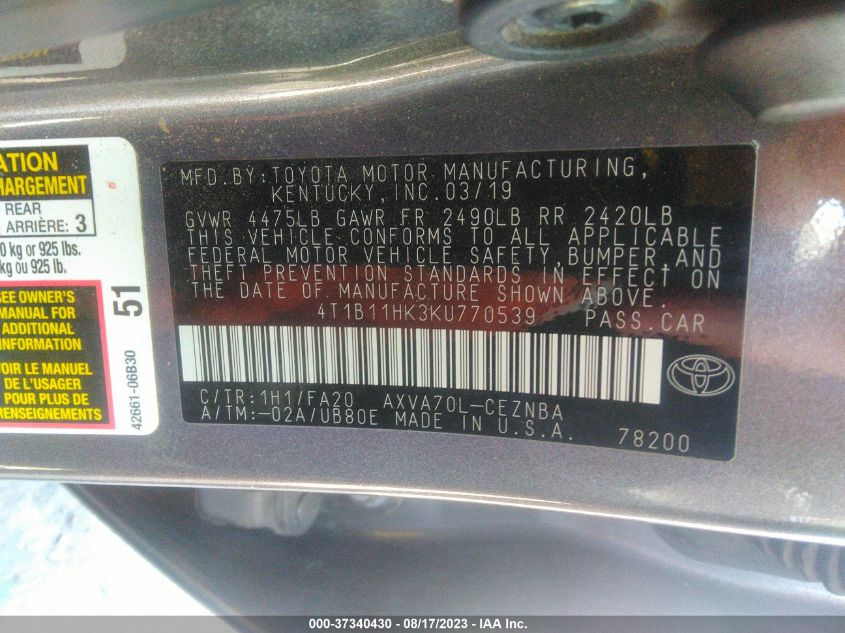 ATION
CHARGEMENT
REAR
ARRIÈRE: 3
0 kg or 925 lbs.
kg ou 925 lb.
SEE OWNER'S
MANUAL FOR
ADDITIONAL
INFORMATION
VOIR LE MANUEL
DE L'USAGER
POUR PLUS DE
RENSEIGNEMENTS
51
42661-06B30
MFD.BY:TOYOTA MOTOR MANUFACTURING,
KENTUCKY, INC.03/19
GVWR 4475LB GAWR FR 2490LB RR 2420LB
THIS VEHICLE CONFORMS TO ALL APPLICABLE
FEDERAL MOTOR VEHICLE SAFETY,BUMPER,AND
THEFT PREVENTION STANDARDS IN EFFECT ON
THE DATE OF MANUFACTURE SHOWN ABOVE.
4T1B11HK3KU770539 PASS.CAR
C/TR:1H1/FA20 AXVA70L-CEZNBA
A/TM:-02A/UB80E MADE IN U.S.A. 78200
000-37340430 - 08/17/2023 - IAA Inc.